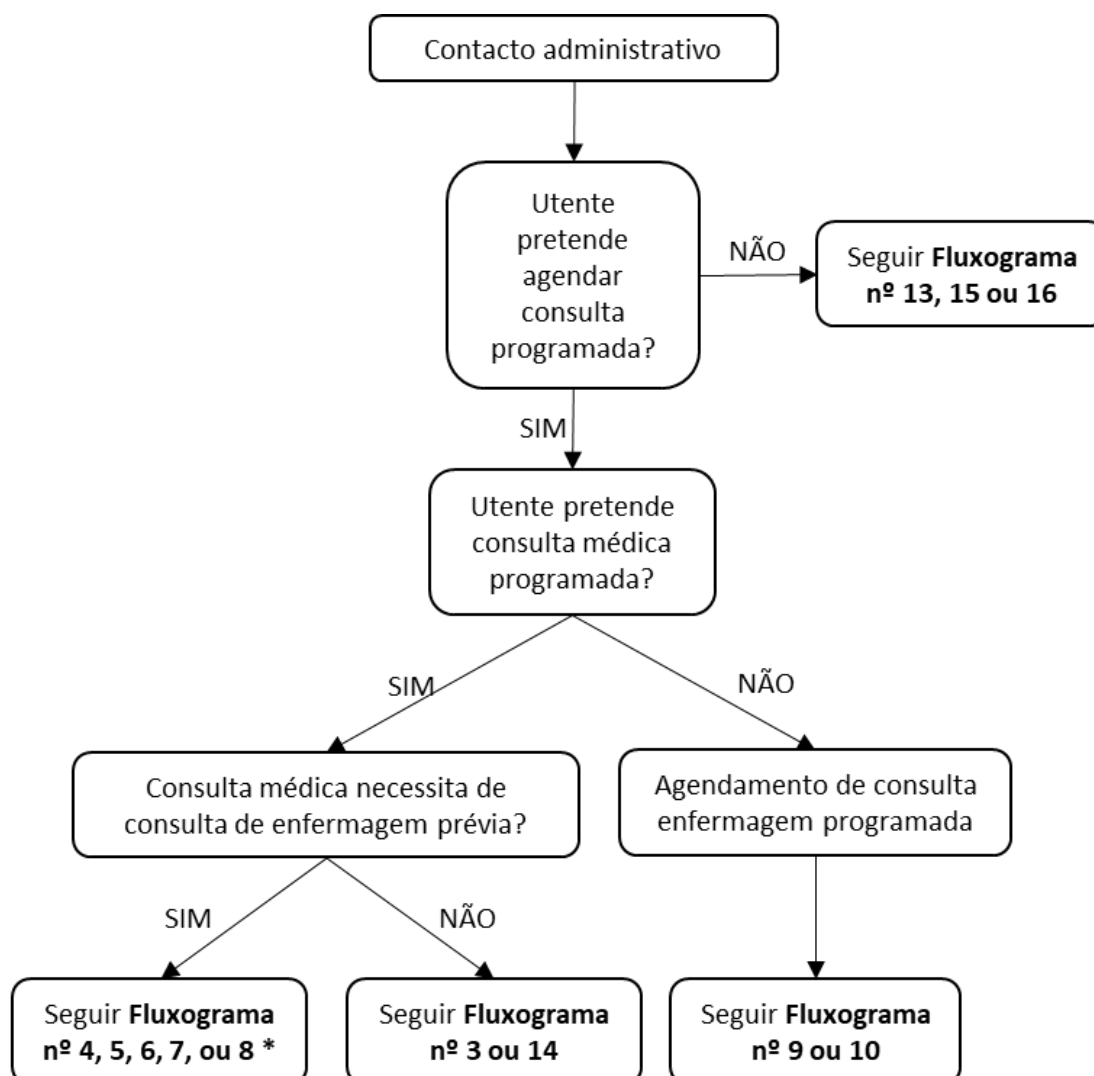 Contacto administrativo
Utente
pretende
agendar
consulta
programada?
NÃO
Seguir Fluxograma
nº 13, 15 ou 16
SIM
Utente pretende
consulta médica
programada?
SIM
NÃO
Consulta médica necessita de
consulta de enfermagem prévia?
Agendamento de consulta
enfermagem programada
SIM
NÃO
Seguir Fluxograma
nº 4, 5, 6, 7, ou 8 *
Seguir Fluxograma
nº 3 ou 14
Seguir Fluxograma
nº 9 ou 10